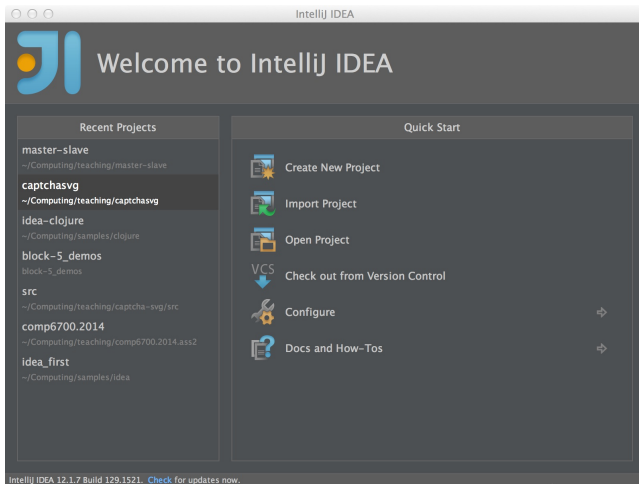 IntelliJ IDEA
Welcome to IntelliJ IDEA
Recent Projects
master-slave
~/Computing/teaching/master-slave
captchasvg
~/Computing/teaching/captchasvg
idea-clojure
~/Computing/samples/clojure
block-5_demos
block-5_demos
src
~/Computing/teaching/captcha-svg/src
comp6700.2014
~/Computing/teaching/comp6700.2014.ass2
idea_first
~/Computing/samples/idea
Quick Start
Create New Project
Import Project
Open Project
VCS
Check out from Version Control
Configure
Docs and How-Tos
IntelliJ IDEA 12.1.7 Build 129.1521. Check for updates now.